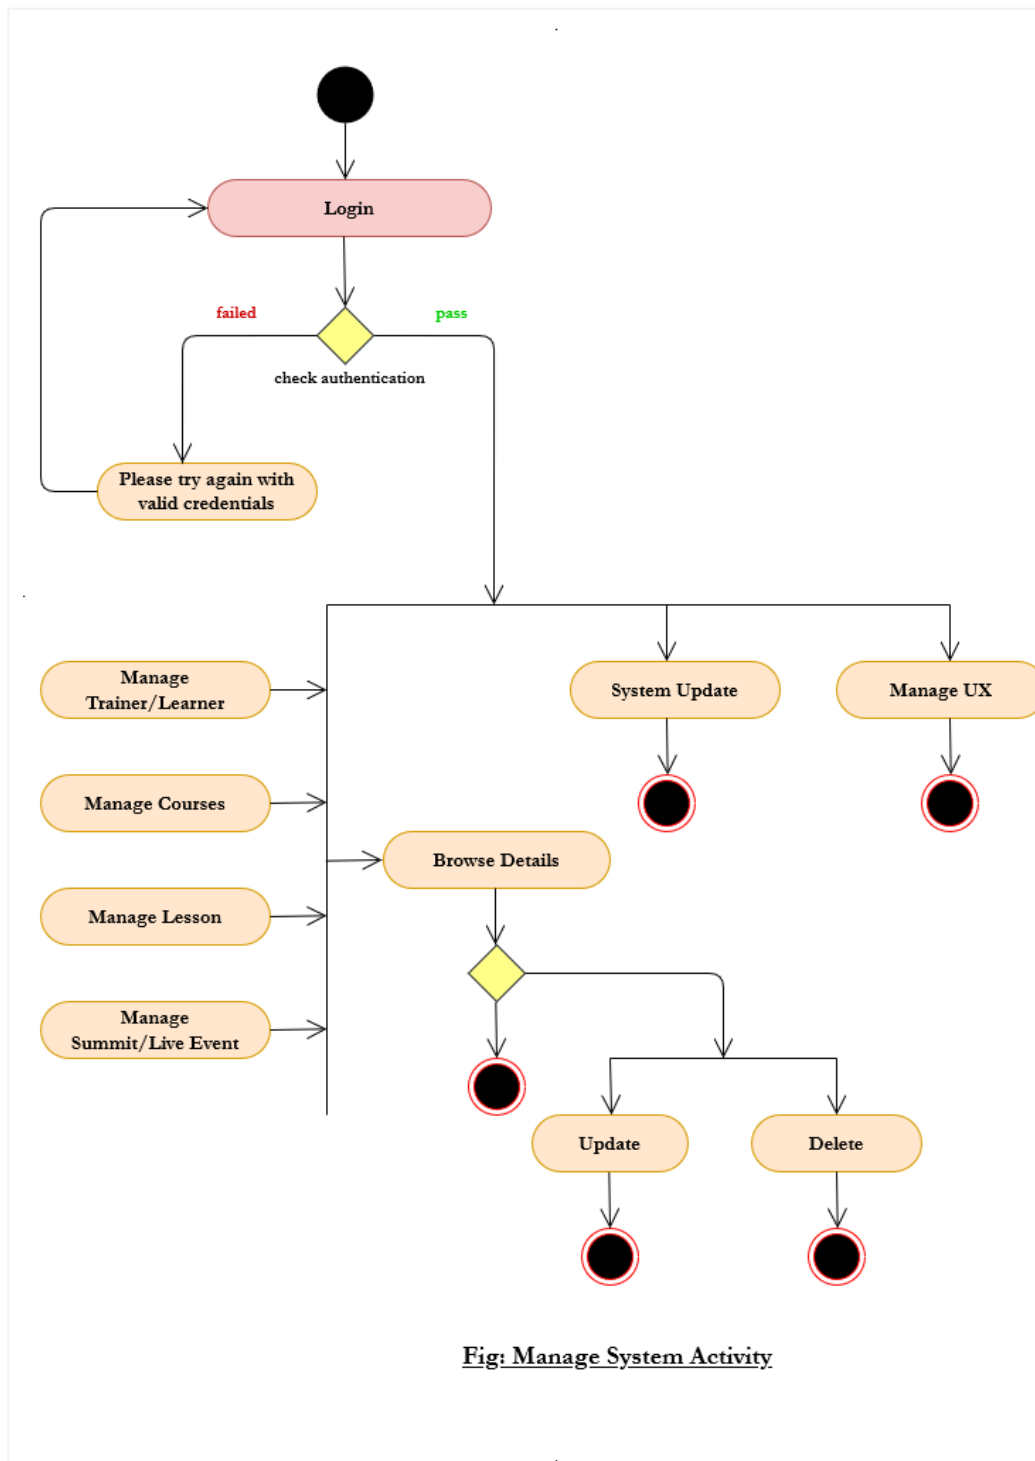 Login
failed
pass
check authentication
Please try again with
valid credentials
Manage
Trainer/Learner
System Update
Manage UX
Manage Courses
Browse Details
Manage Lesson
Manage
Summit/Live Event
Update
Delete
Fig: Manage System Activity